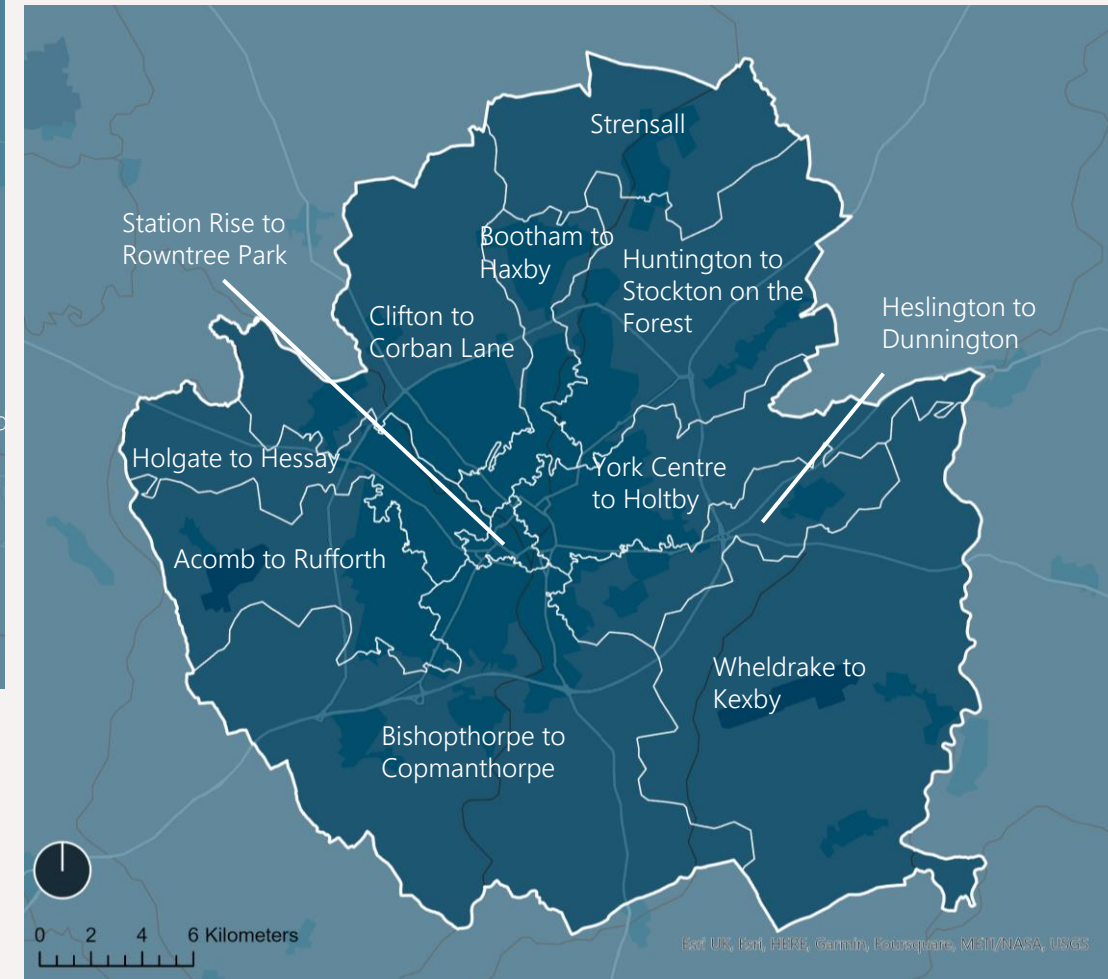 Strensall
Station Rise to
Rowntree Park
Bootham to
Haxby
Huntington to
Stockton on the
Forest
Clifton to
Corban Lane
Heslington to
Dunnington
Holgate to Hessay
York Centre
to Holtby
Acomb to Rufforth
Wheldrake to
Kexby
Bishopthorpe to
Copmanthorpe
0 2 4 6 Kilometers
Esri UK, Esri, HERE, Garmin, Foursquare, METI/NASA, USGS